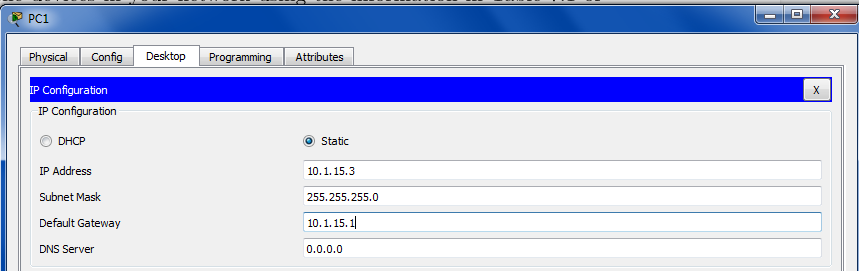 PC1
Physical Config Desktop Programming Attributes
IP Configuration X
IP Configuration
DHCP Static
IP Address 10.1.15.3
Subnet Mask 255.255.255.0
Default Gateway 10.1.15.1
DNS Server 0.0.0.0